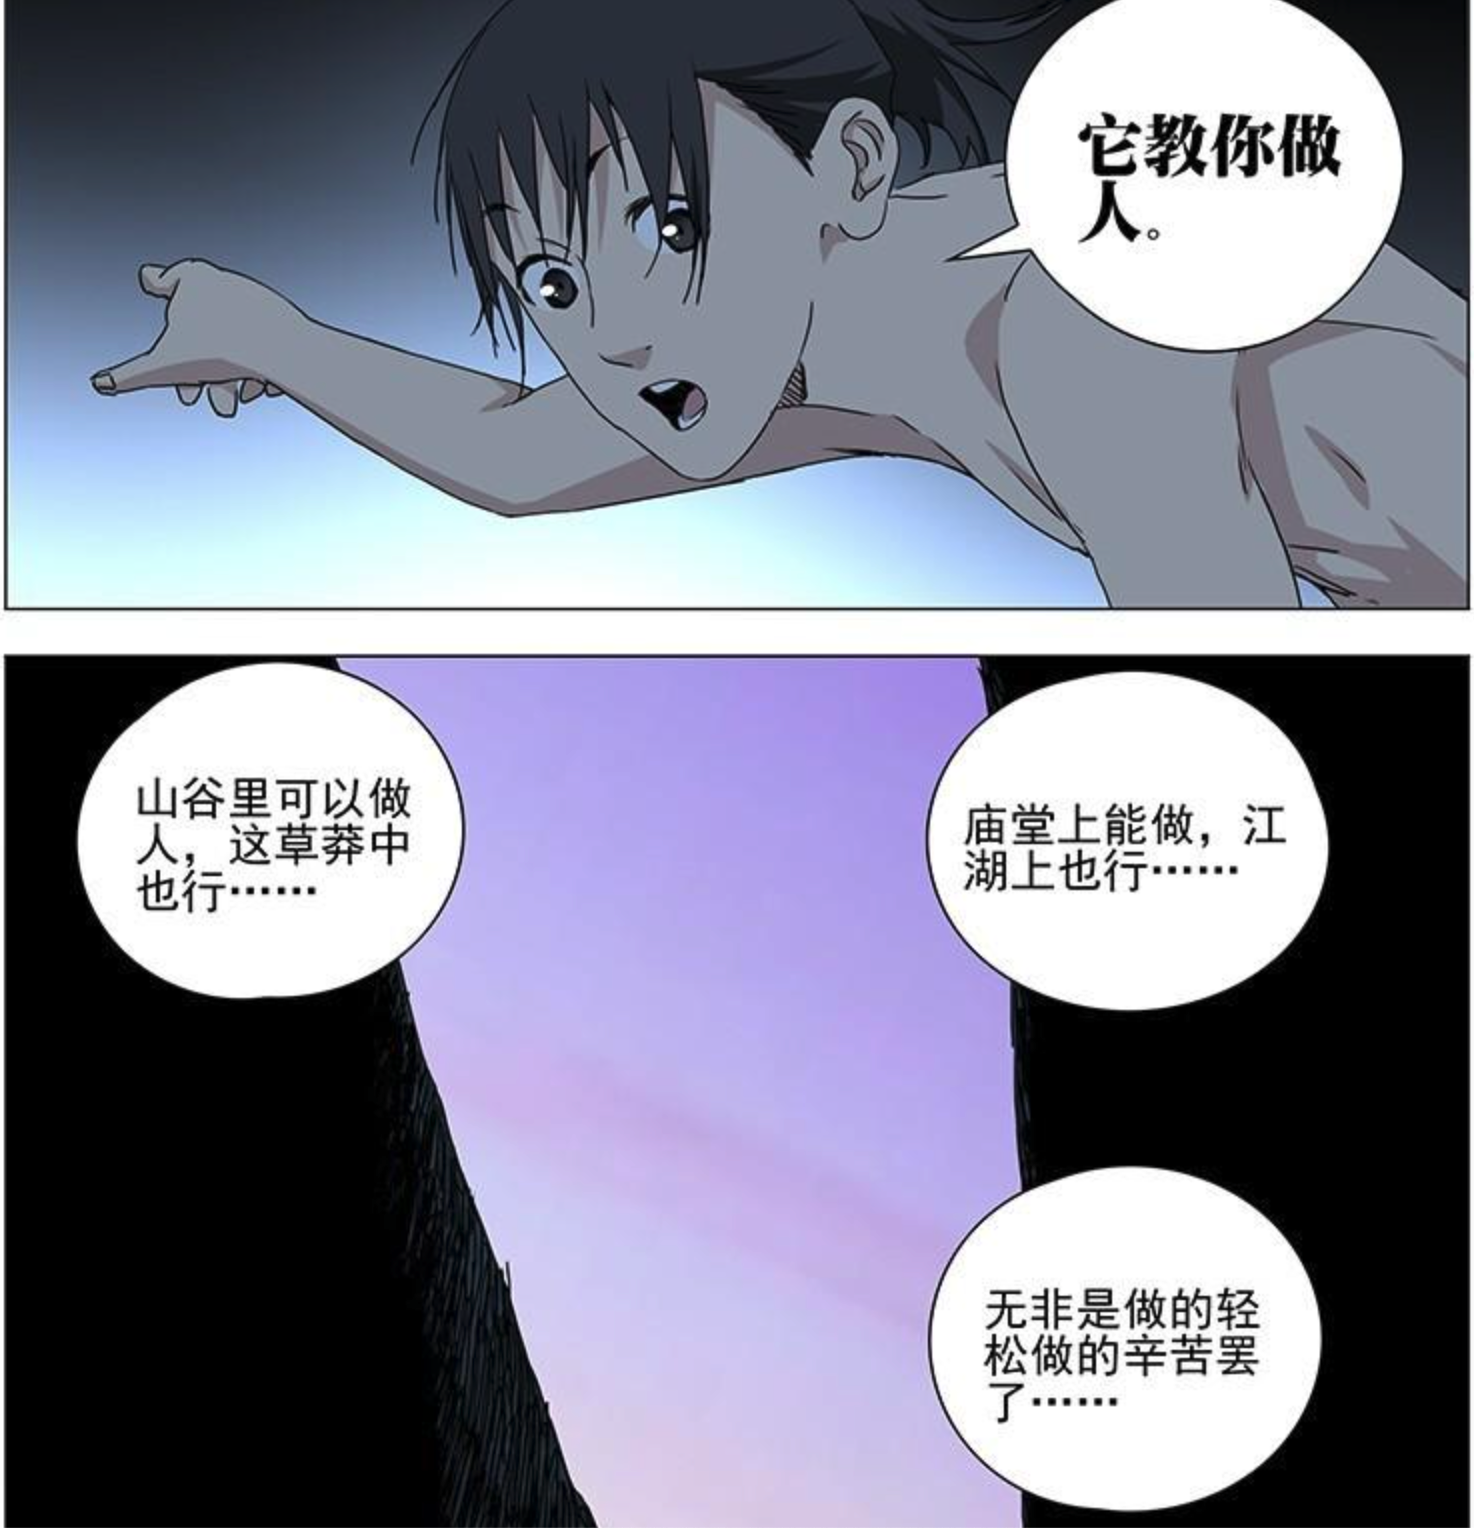 它教你做
人。
山谷里可以做
人，这草莽中
也行……
庙堂上能做，江
湖上也行……
无非是做的轻
松做的辛苦罢
了……